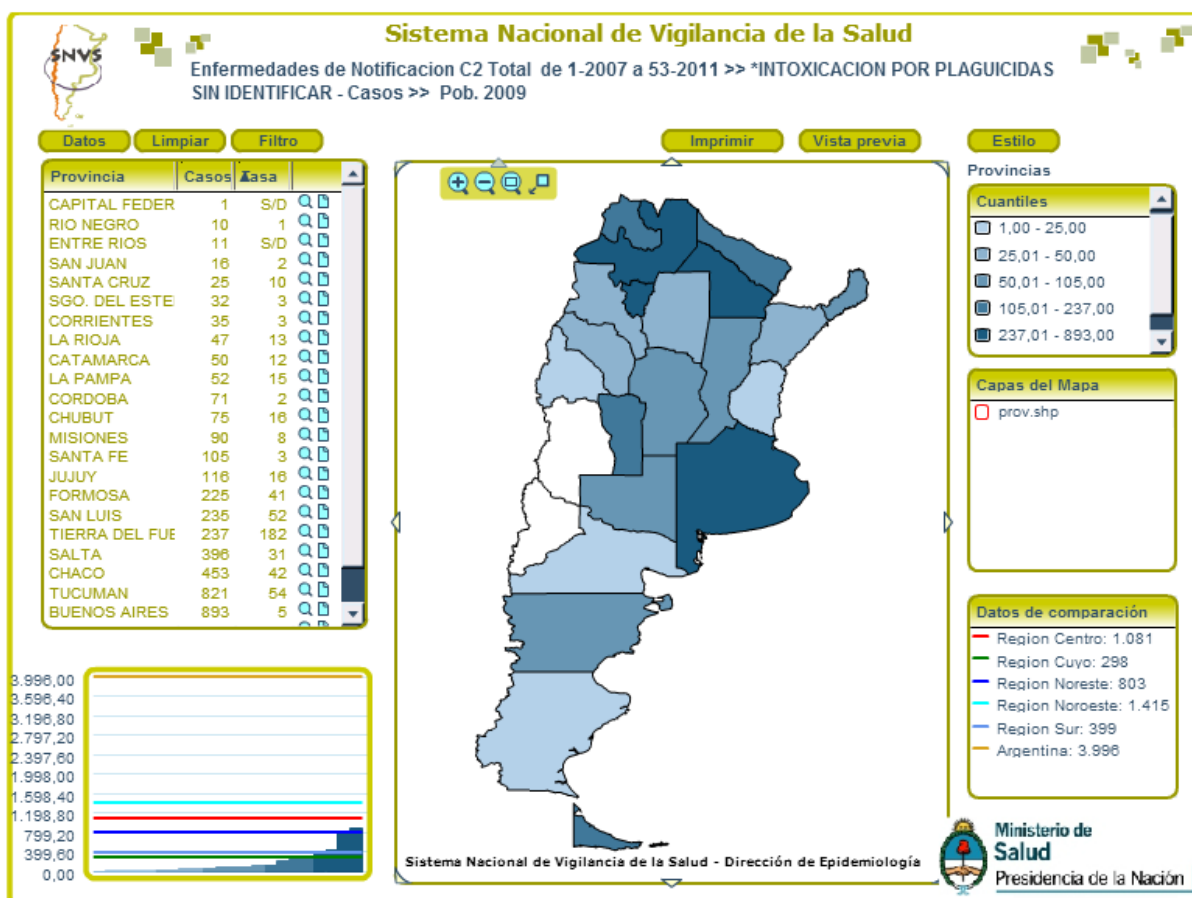 SNVS
Sistema Nacional de Vigilancia de la Salud
Enfermedades de Notificacion C2 Total de 1-2007 a 53-2011 >> *INTOXICACION POR PLAGUICIDAS
SIN IDENTIFICAR - Casos >> Pob. 2009
Datos Limpiar Filtro
Imprimir Vista previa
Estilo
Provincia Casos Tasa
CAPITAL FEDER 1 S/D
RIO NEGRO 10 1
ENTRE RIOS 11 S/D
SAN JUAN 16 2
SANTA CRUZ 25 10
SGO. DEL ESTE 32 3
CORRIENTES 35 3
LA RIOJA 47 13
CATAMARCA 50 12
LA PAMPA 52 15
CORDOBA 71 2
CHUBUT 75 16
MISIONES 90 8
SANTA FE 105 3
JUJUY 116 16
FORMOSA 225 41
SAN LUIS 235 52
TIERRA DEL FUE 237 182
SALTA 396 31
CHACO 453 42
TUCUMAN 821 54
BUENOS AIRES 893 5
Provincias
Cuantiles
1,00 - 25,00
25,01 - 50,00
50,01 - 105,00
105,01 - 237,00
237,01 - 893,00
Capas del Mapa
prov.shp
Datos de comparación
Region Centro: 1.081
Region Cuyo: 298
Region Noreste: 803
Region Noroeste: 1.415
Region Sur: 399
Argentina: 3.996
3.996,00
3.596,40
3.196,80
2.797,20
2.397,60
1.998,00
1.598,40
1.198,80
799,20
399,60
0,00
Sistema Nacional de Vigilancia de la Salud - Dirección de Epidemiología
Ministerio de
Salud
Presidencia de la Nación